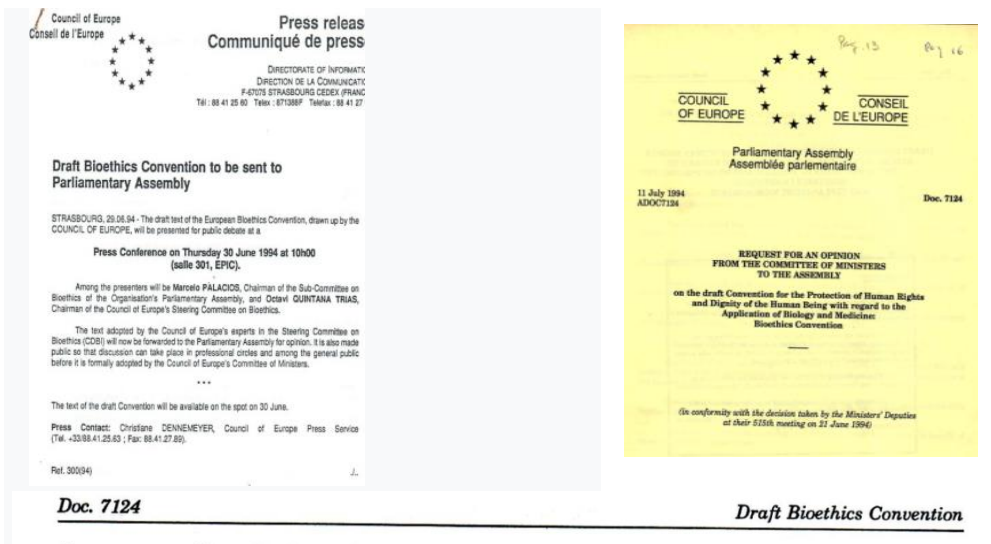 Council of Europe
Conseil de l'Europe
Press releas
Communiqué de press
DIRECTORATE OF INFORMATIC
DIRECTION DE LA COMMUNICATIC
F-67075 STRASBOURG CEDEX (FRANC
Tél : 88 41 25 60 Telex : 871388F Telefax : 88 41 27
Draft Bioethics Convention to be sent to
Parliamentary Assembly
STRASBOURG, 29.06.94 - The draft text of the European Bioethics Convention, drawn up by the
COUNCIL OF EUROPE, will be presented for public debate at a
Press Conference on Thursday 30 June 1994 at 10h00
(salle 301, EPIC).
Among the presenters will be Marcelo PALACIOS, Chairman of the Sub-Committee on
Bioethics of the Organisation's Parliamentary Assembly, and Octavi QUINTANA TRIAS,
Chairman of the Council of Europe's Steering Committee on Bioethics.
The text adopted by the Council of Europe's experts in the Steering Committee on
Bioethics (CDBI) will now be forwarded to the Parliamentary Assembly for opinion. It is also made
public so that discussion can take place in professional circles and among the general public
before it is formally adopted by the Council of Europe's Committee of Ministers.
***
The text of the draft Convention will be available on the spot on 30 June.
Press Contact: Christiane DENNEMEYER, Council of Europe Press Service
(Tel. +33/88.41.25.63 ; Fax: 88.41.27.89).
Ref. 300(94)
./..
Pag. 13
Pag 16
COUNCIL
OF EUROPE
CONSEIL
DE L'EUROPE
Parliamentary Assembly
Assemblée parlementaire
11 July 1994
ADOC7124
Doc. 7124
REQUEST FOR AN OPINION
FROM THE COMMITTEE OF MINISTERS
TO THE ASSEMBLY
on the draft Convention for the Protection of Human Rights
and Dignity of the Human Being with regard to the
Application of Biology and Medicine:
Bioethics Convention
(in conformity with the decision taken by the Ministers' Deputies
at their 515th meeting on 21 June 1994)
Doc. 7124
Draft Bioethics Convention